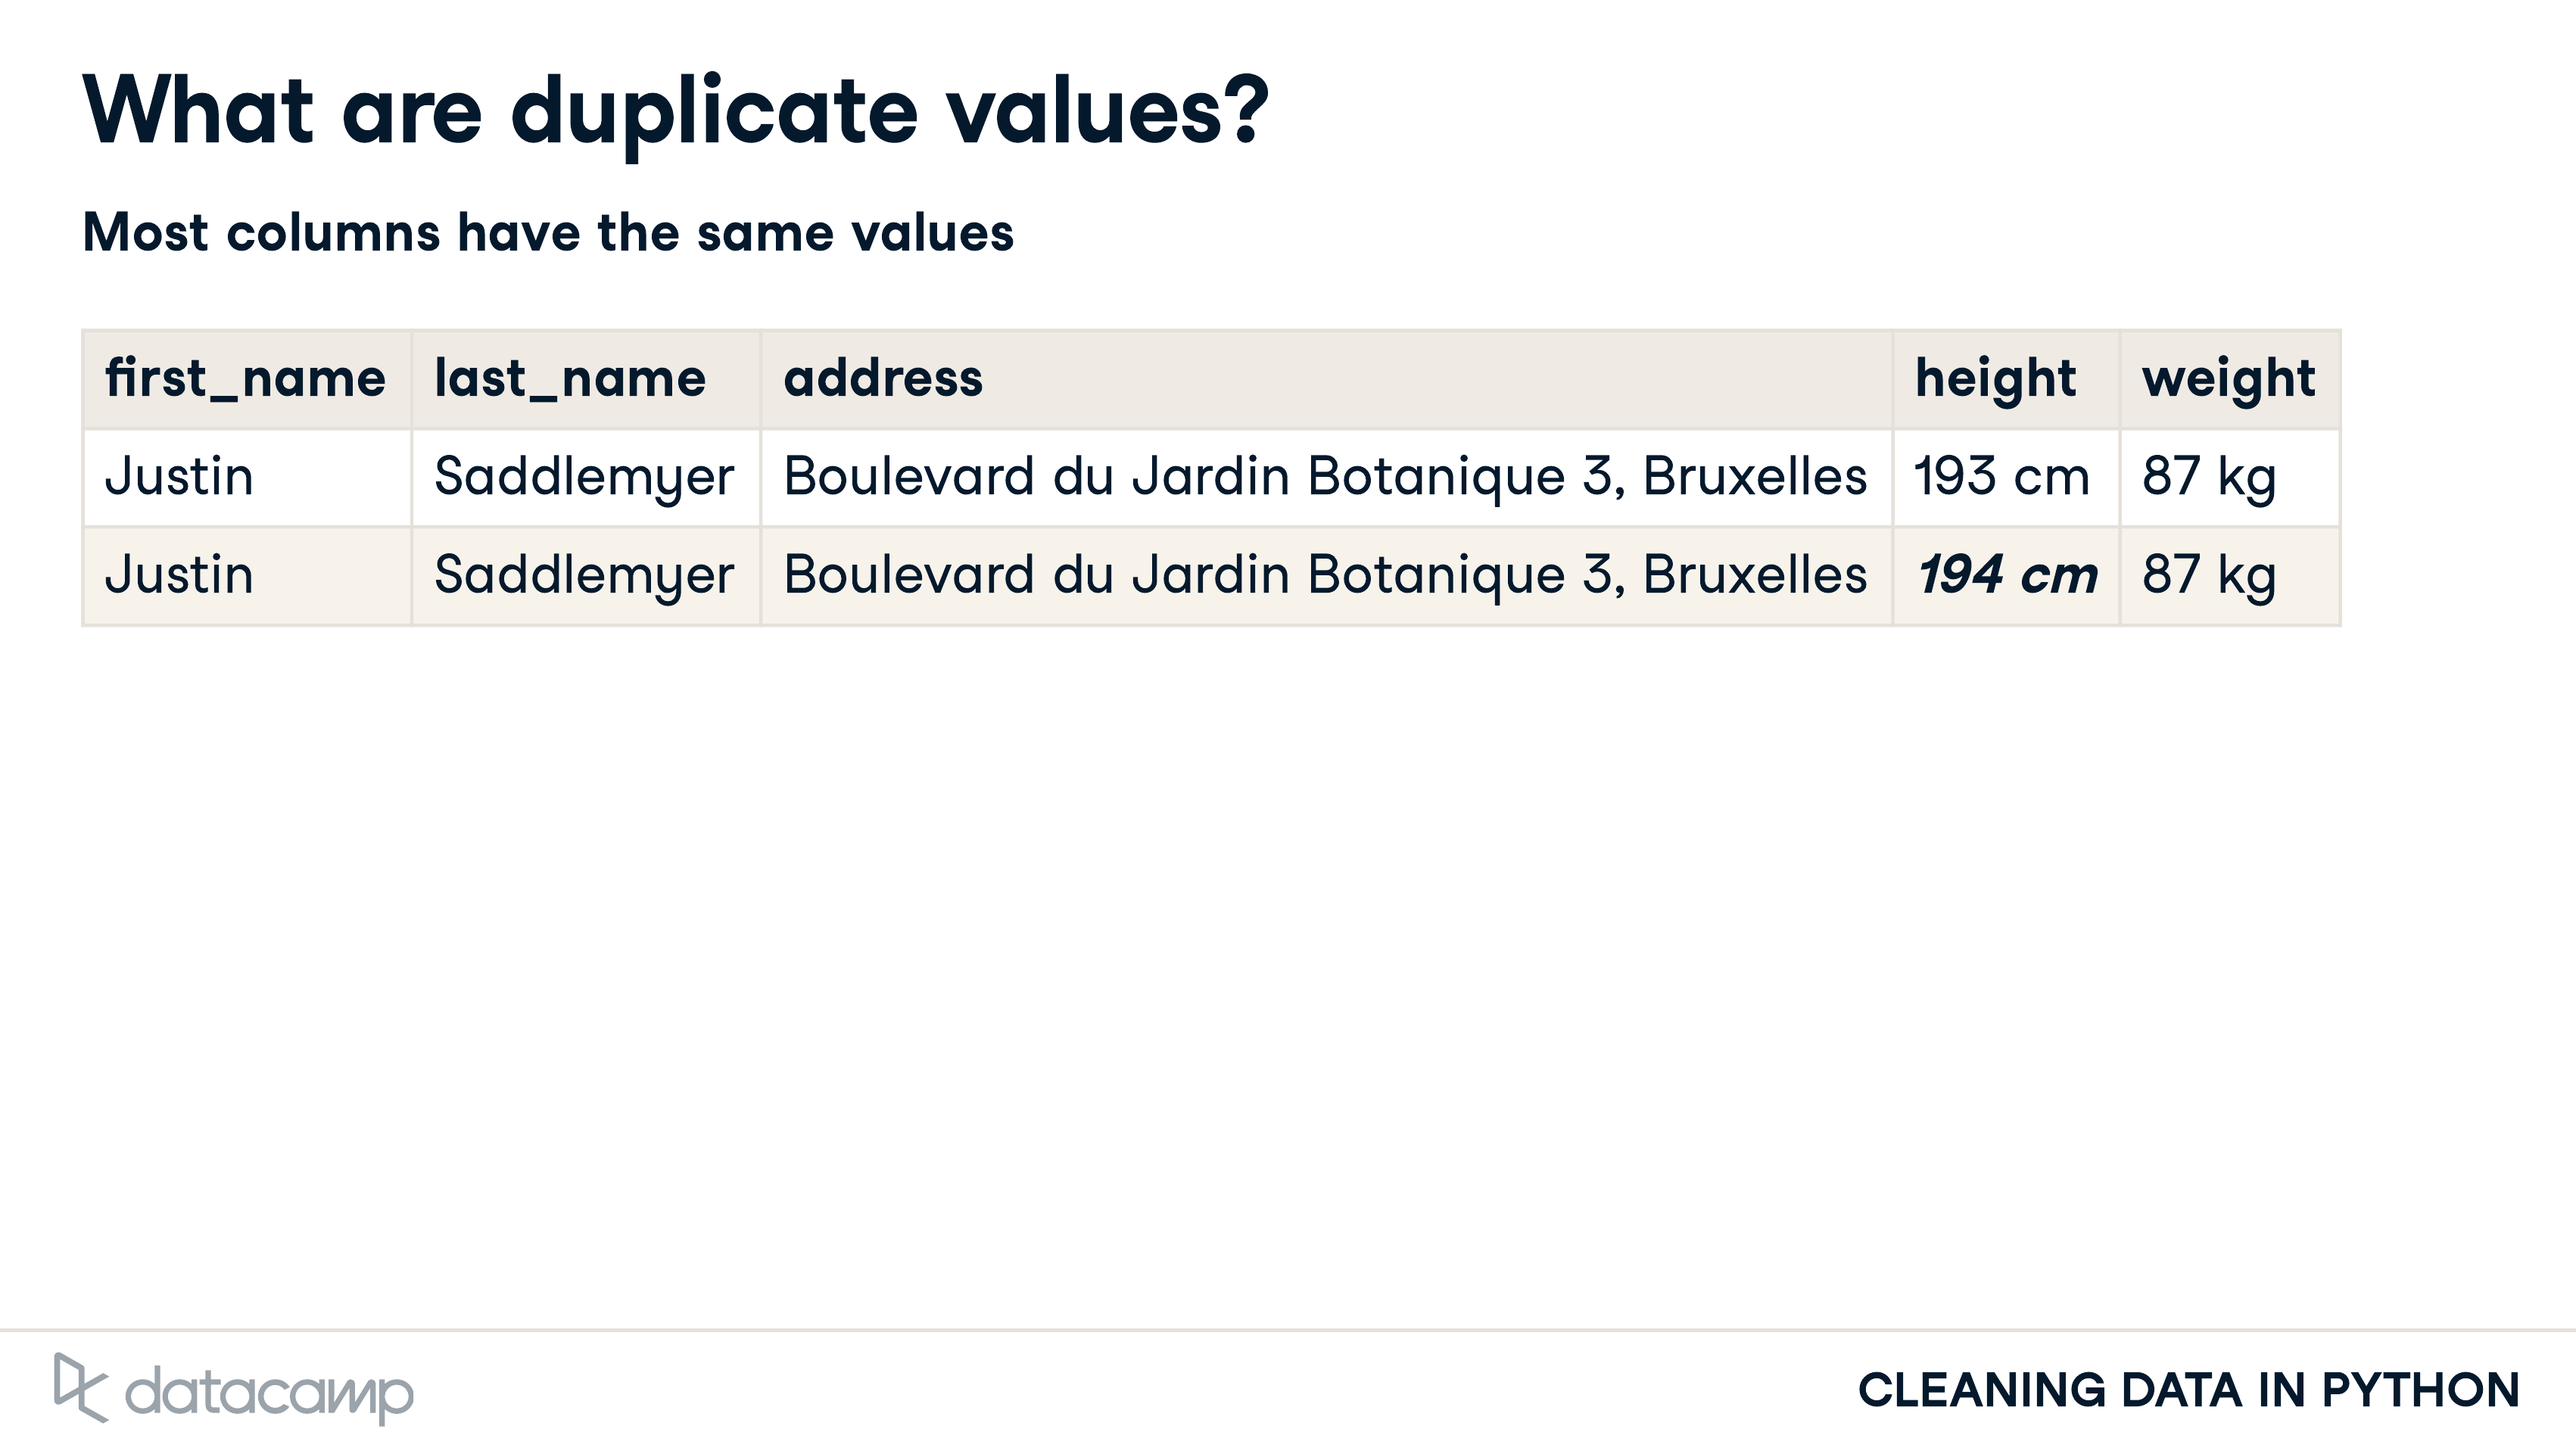 What are duplicate values?
Most columns have the same values
first_name last_name address height weight
Justin Saddlemyer Boulevard du Jardin Botanique 3, Bruxelles 193 cm 87 kg
Justin Saddlemyer Boulevard du Jardin Botanique 3, Bruxelles 194 cm 87 kg
datacamp
CLEANING DATA IN PYTHON